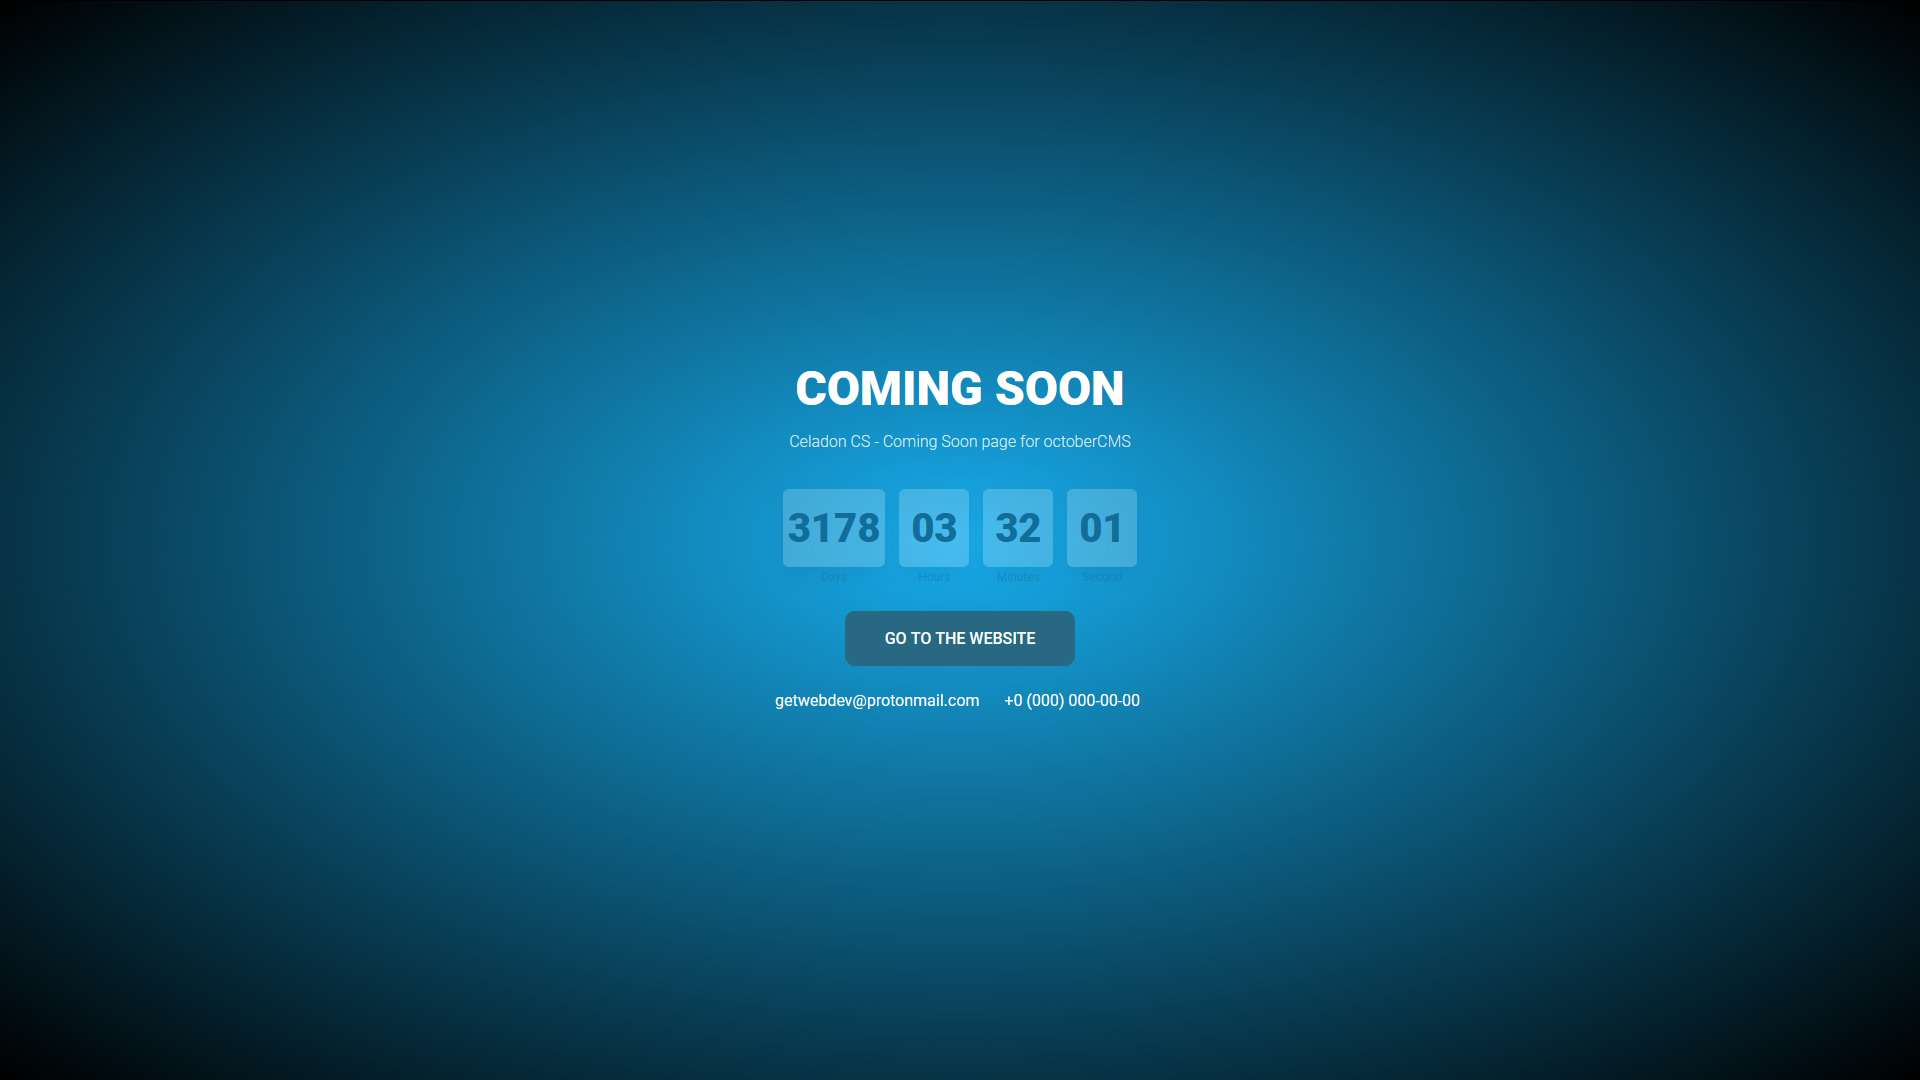 COMING SOON
Celadon CS - Coming Soon page for octoberCMS
3178 03 32 01
Days Hours Minutes Second
GO TO THE WEBSITE
getwebdev@protonmail.com +0 (000) 000-00-00